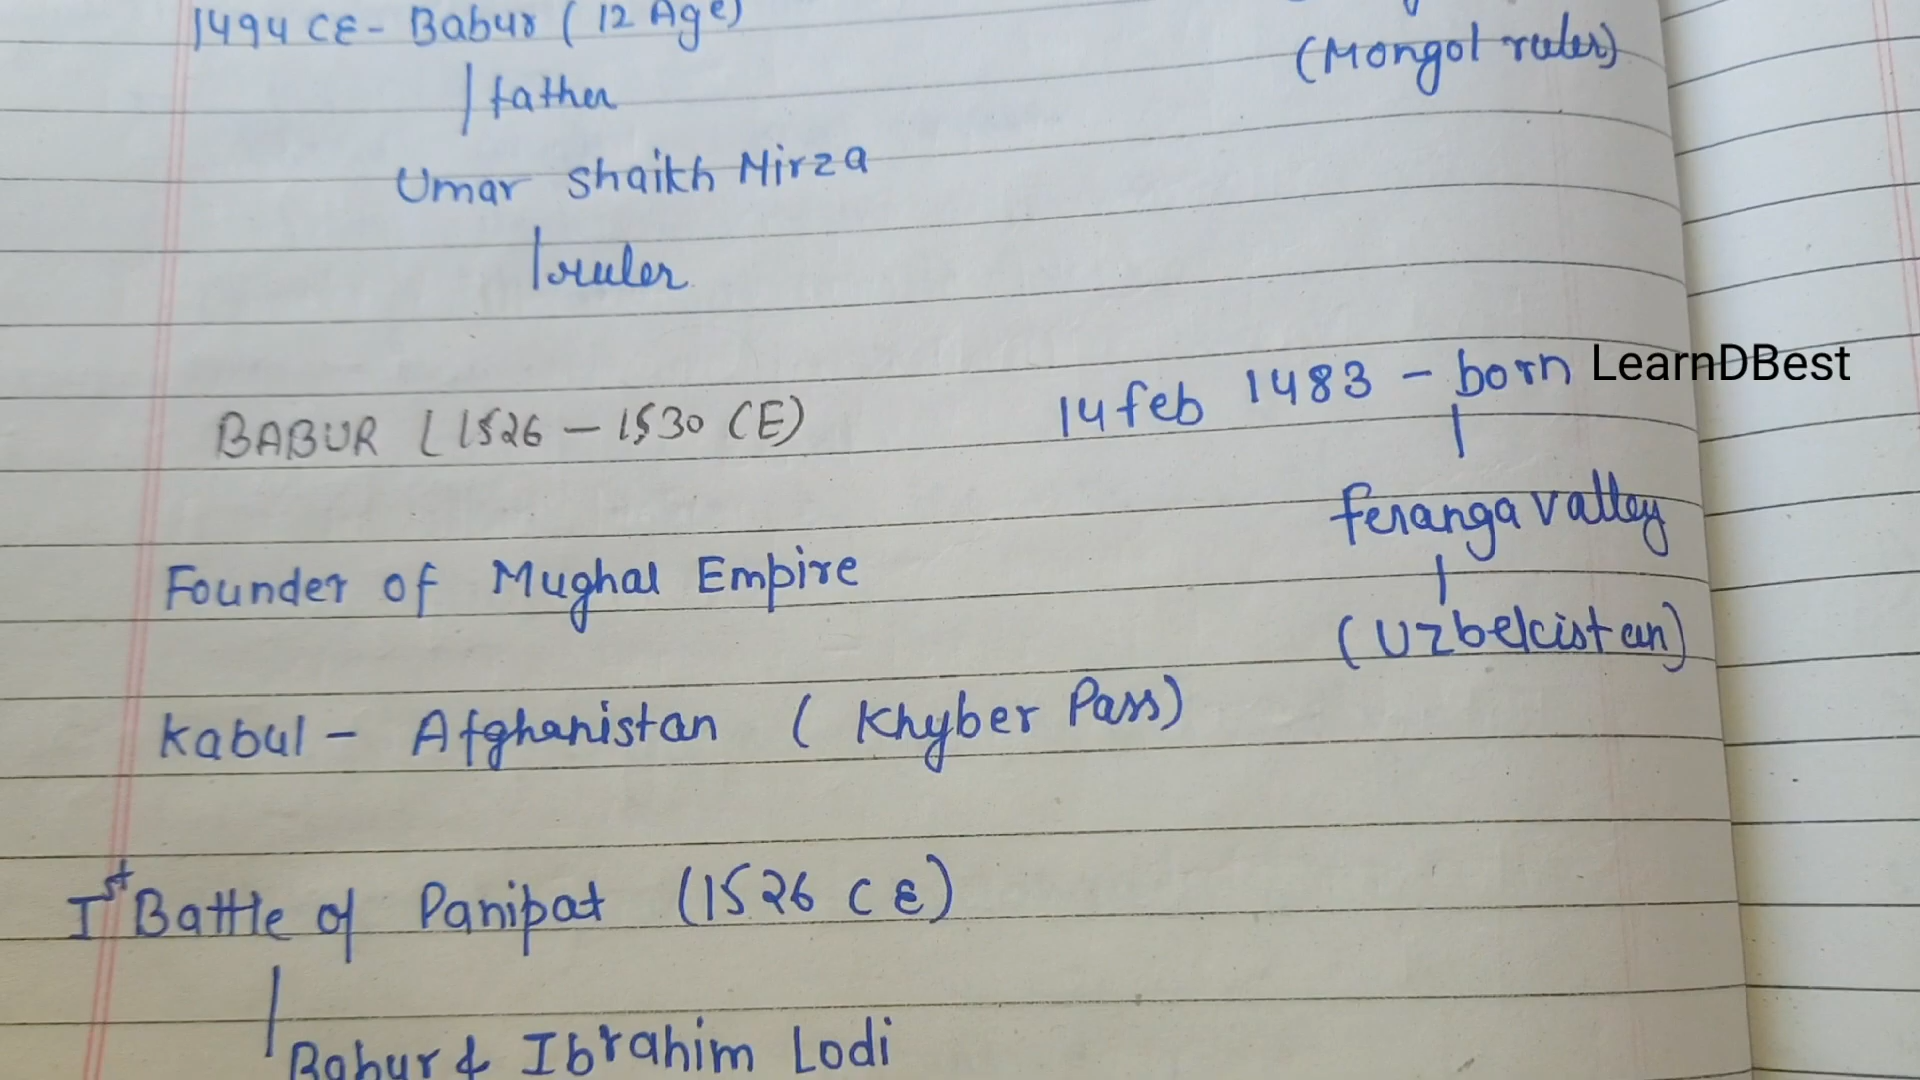 1494 CE - Babur ( 12 Age)
(Mongol ruler)
father
Umar Shaikh Mirza
ruler
BABUR ( 1526 - 1530 CE)
14 feb 1483 - born
LearnDBest
feranga valley
(Uzbekistan)
Founder of Mughal Empire
Kabul - Afghanistan ( Khyber Pass)
Ist Battle of Panipat (1526 CE)
Babur & Ibrahim Lodi